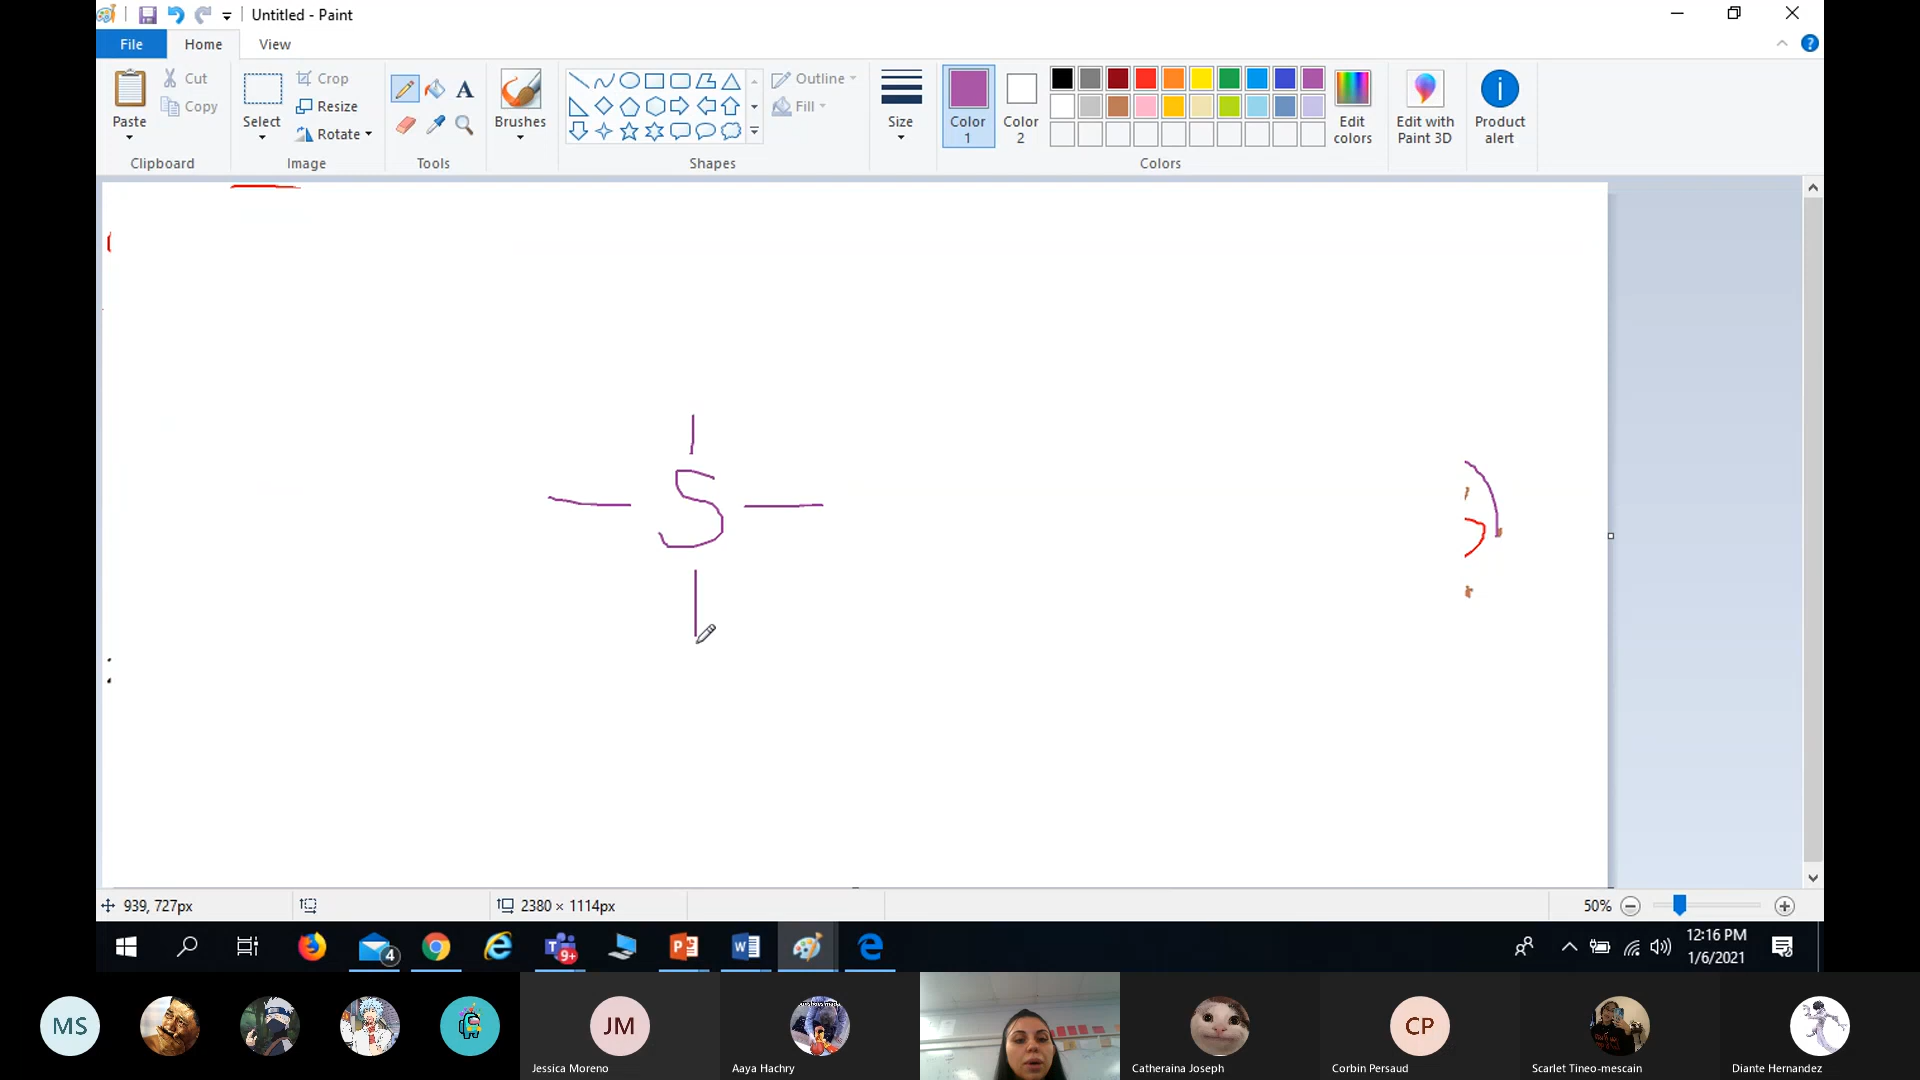 Untitled - Paint
File Home View
Cut
Crop
Outline
Copy
Resize
Fill
Paste Select Rotate Brushes Size Color 1 Color 2 Edit colors Edit with Paint 3D Product alert
Clipboard Image Tools Shapes Colors
S
939, 727px 2380 × 1114px 50%
4 9+ 12:16 PM
1/6/2021
MS JM CP
Jessica Moreno Aaya Hachry Catheraina Joseph Corbin Persaud Scarlet Tineo-mescain Diante Hernandez